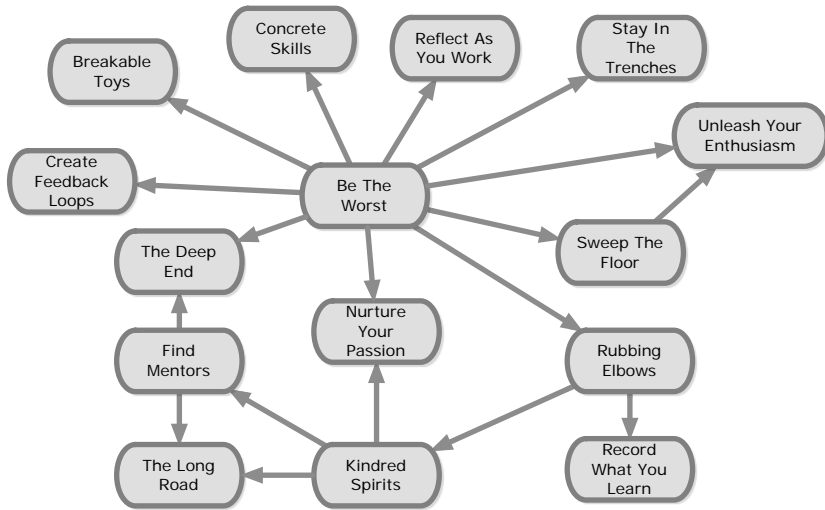 Concrete
Skills
Reflect As
You Work
Stay In
The
Trenches
Breakable
Toys
Unleash Your
Enthusiasm
Create
Feedback
Loops
Be The
Worst
Sweep The
Floor
The Deep
End
Nurture
Your
Passion
Find
Mentors
Rubbing
Elbows
The Long
Road
Kindred
Spirits
Record
What You
Learn